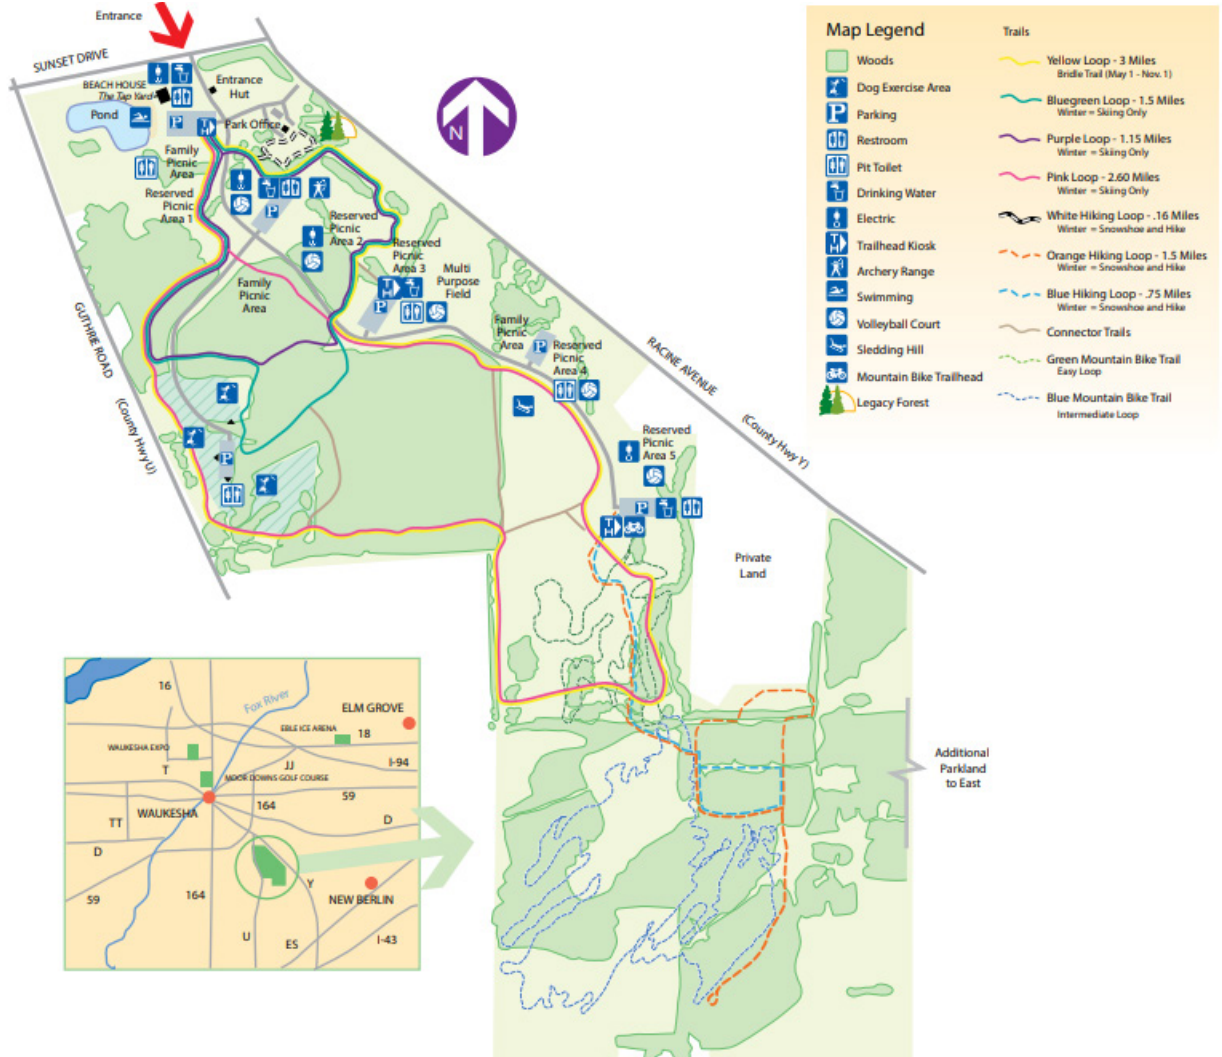 Entrance
SUNSET DRIVE
BEACH HOUSE
The Tap Yard
Entrance
Hut
Pond
P
T
H
Park Office
Family
Picnic
Area
Reserved
Picnic
Area 1
P
Reserved
Picnic
Area 2
Reserved
Picnic
Area 3
Multi
Purpose
Field
T
H
P
Family
Picnic
Area
Family
Picnic
Area
P
Reserved
Picnic
Area 4
GUTHRIE ROAD
(County Hwy U)
RACINE AVENUE
(County Hwy Y)
P
Reserved
Picnic
Area 5
P
T
H
Private
Land
Additional
Parkland
to East
N
Map Legend
Woods
Dog Exercise Area
P
Parking
Restroom
Pit Toilet
Drinking Water
Electric
T
H
Trailhead Kiosk
Archery Range
Swimming
Volleyball Court
Sledding Hill
Mountain Bike Trailhead
Legacy Forest
Trails
Yellow Loop - 3 Miles
Bridle Trail (May 1 - Nov. 1)
Bluegreen Loop - 1.5 Miles
Winter = Skiing Only
Purple Loop - 1.15 Miles
Winter = Skiing Only
Pink Loop - 2.60 Miles
Winter = Skiing Only
White Hiking Loop - .16 Miles
Winter = Snowshoe and Hike
Orange Hiking Loop - 1.5 Miles
Winter = Snowshoe and Hike
Blue Hiking Loop - .75 Miles
Winter = Snowshoe and Hike
Connector Trails
Green Mountain Bike Trail
Easy Loop
Blue Mountain Bike Trail
Intermediate Loop
16
Fox River
ELM GROVE
EBLE ICE ARENA
18
WAUKESHA EXPO
T
JJ
I-94
MOOR DOWNS GOLF COURSE
59
164
WAUKESHA
TT
D
D
59
164
Y
NEW BERLIN
U
ES
I-43